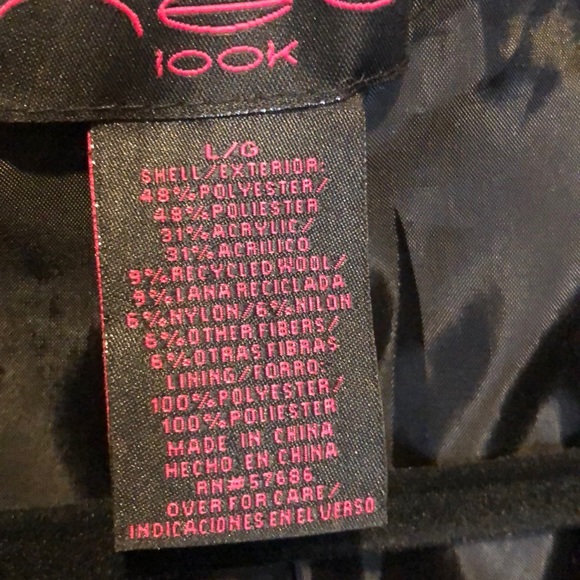 look
L/G
SHELL/EXTERIOR:
48%POLYESTER/
48%POLIESTER
31%ACRYLIC/
31%ACRILICO
9%RECYCLED WOOL/
9%LANA RECICLADA
6%NYLON/6%NILON
6%OTHER FIBERS/
6%OTRAS FIBRAS
LINING/FORRO:
100%POLYESTER/
100%POLIESTER
MADE IN CHINA
HECHO EN CHINA
RN#57686
OVER FOR CARE/
INDICACIONES EN EL VERSO